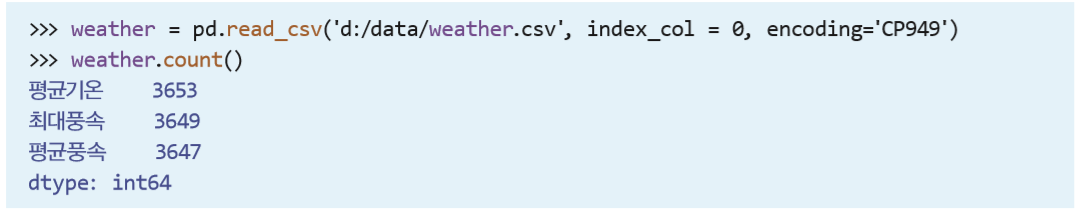 >>> weather = pd.read_csv('d:/data/weather.csv', index_col = 0, encoding='CP949')
>>> weather.count()
평균기온 3653
최대풍속 3649
평균풍속 3647
dtype: int64